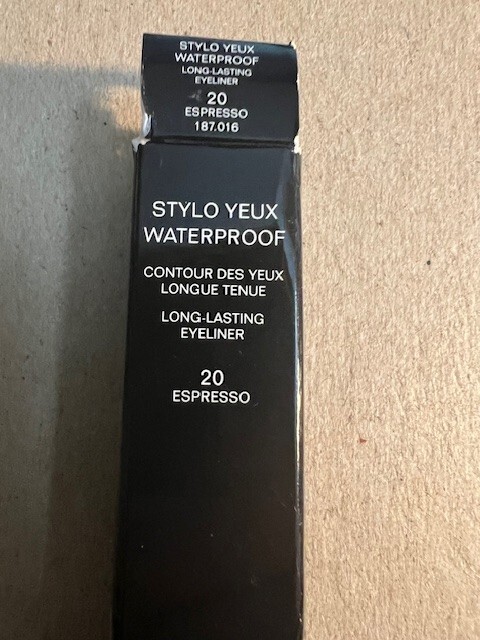 STYLO YEUX
WATERPROOF
LONG-LASTING
EYELINER
20
ESPRESSO
187.016
STYLO YEUX
WATERPROOF
CONTOUR DES YEUX
LONGUE TENUE
LONG-LASTING
EYELINER
20
ESPRESSO